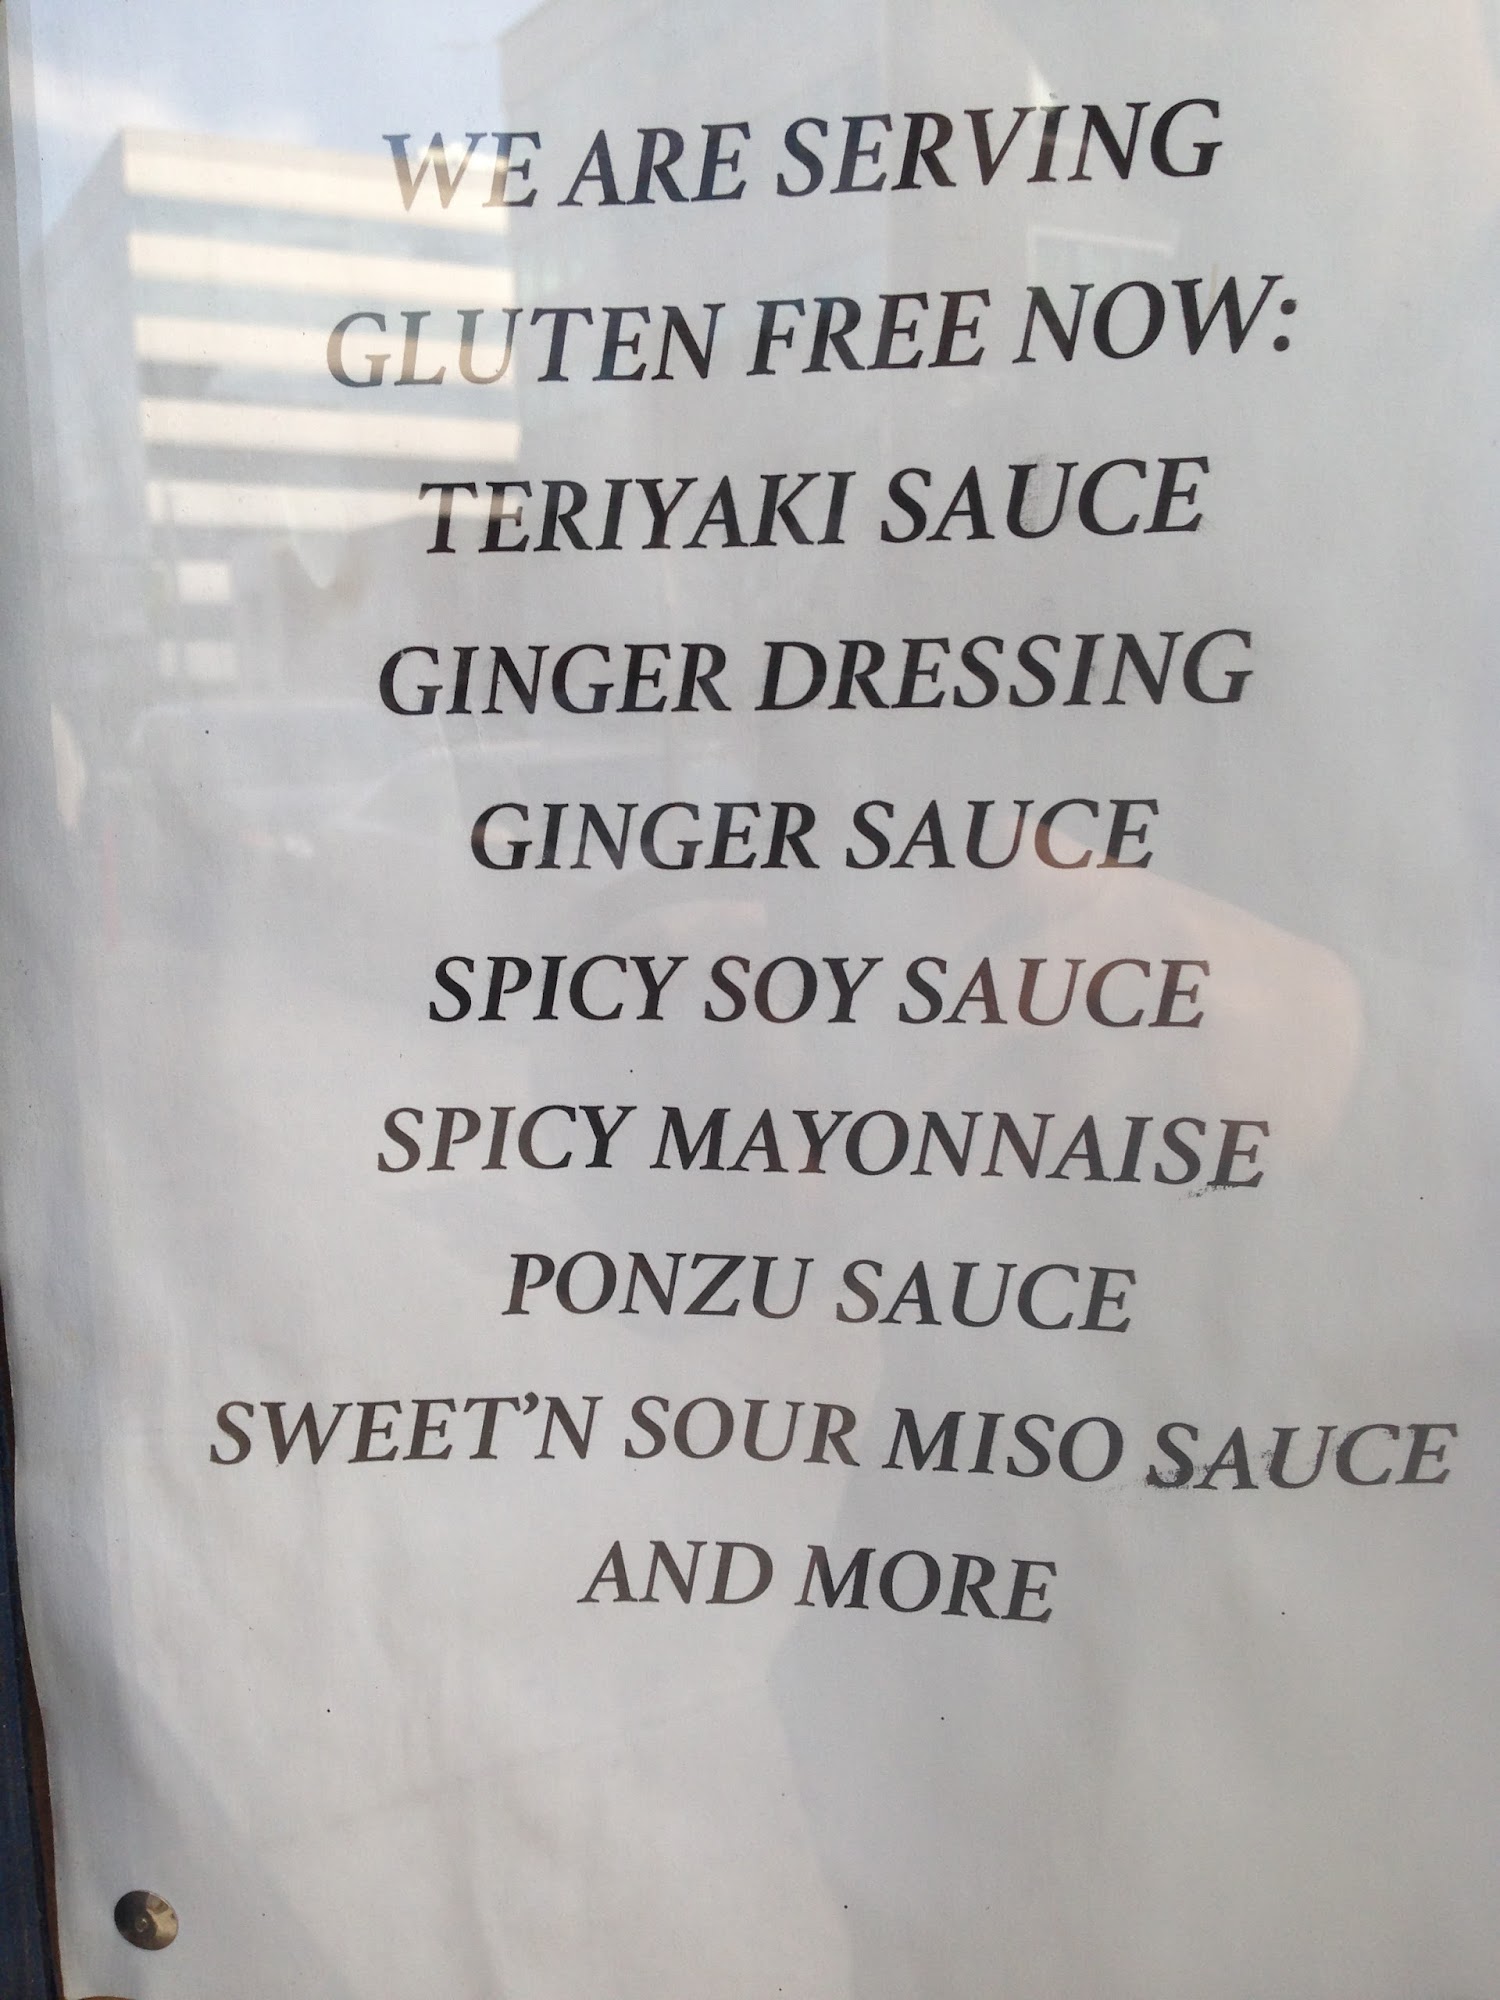 WE ARE SERVING
GLUTEN FREE NOW:
TERIYAKI SAUCE
GINGER DRESSING
GINGER SAUCE
SPICY SOY SAUCE
SPICY MAYONNAISE
PONZU SAUCE
SWEET’N SOUR MISO SAUCE
AND MORE